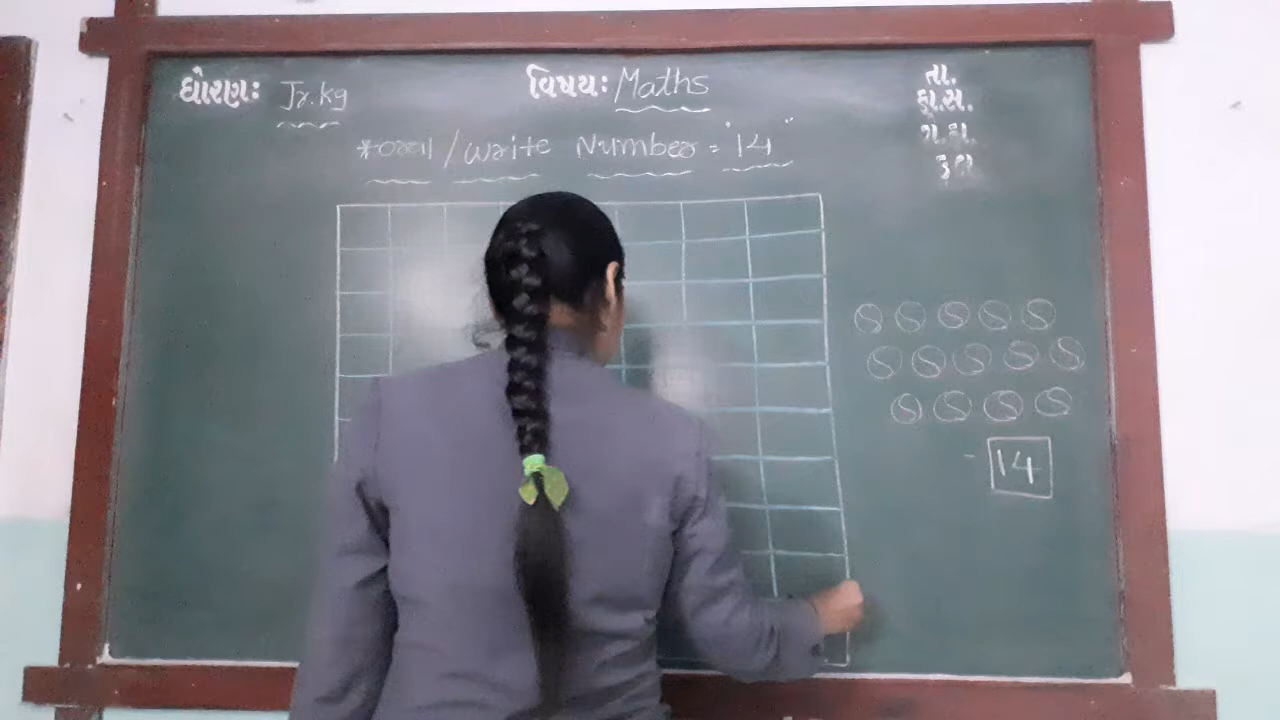 ધોરણ: Jr.kg
વિષય: Maths
તા.
હા.સ.
ગે.હા.
કુલ
/ write Number = "14"
14